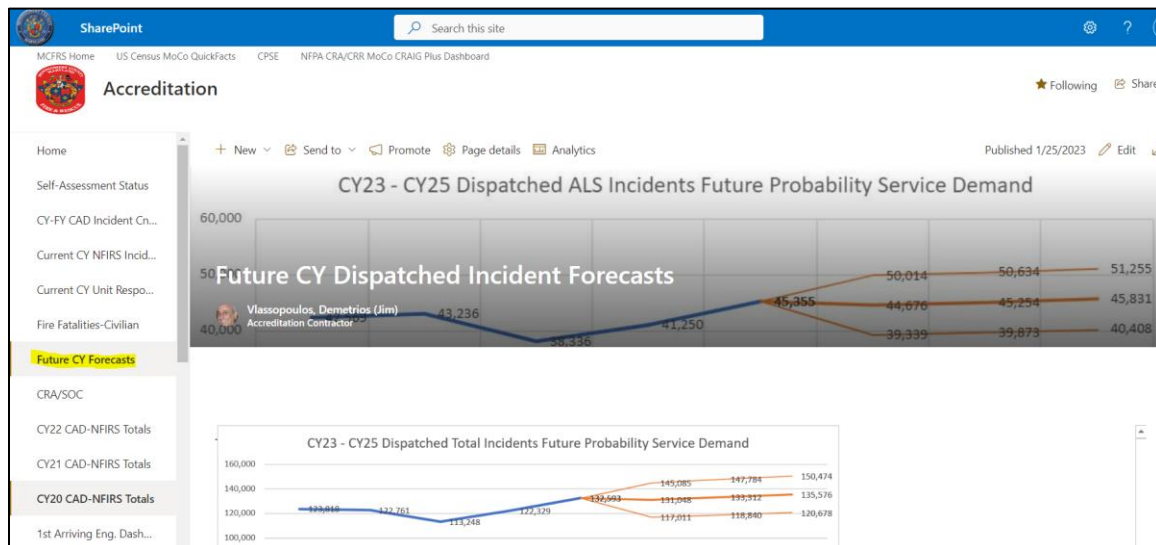 SharePoint
Search this site
?
MCFRS Home US Census MoCo QuickFacts CPSE NFPA CRA/CRR MoCo CRAIG Plus Dashboard
Accreditation
Following Share
Home
Self-Assessment Status
CY-FY CAD Incident Cn...
Current CY NFIRS Incid...
Current CY Unit Respo...
Fire Fatalities-Civilian
Future CY Forecasts
CRA/SOC
CY22 CAD-NFIRS Totals
CY21 CAD-NFIRS Totals
CY20 CAD-NFIRS Totals
1st Arriving Eng. Dash...
New Send to Promote Page details Analytics
Published 1/25/2023 Edit
CY23 - CY25 Dispatched ALS Incidents Future Probability Service Demand
60,000
Future CY Dispatched Incident Forecasts
Vlassopoulos, Demetrios (Jim)
Accreditation Contractor
40,000
43,236
38,336
41,250
45,355
50,014 50,634 51,255
44,676 45,254 45,831
39,339 39,873 40,408
CY23 - CY25 Dispatched Total Incidents Future Probability Service Demand
160,000
140,000
120,000
100,000
123,818 122,761 113,248 122,329 132,593
145,085 147,784 150,474
131,048 133,312 135,576
117,011 118,840 120,678